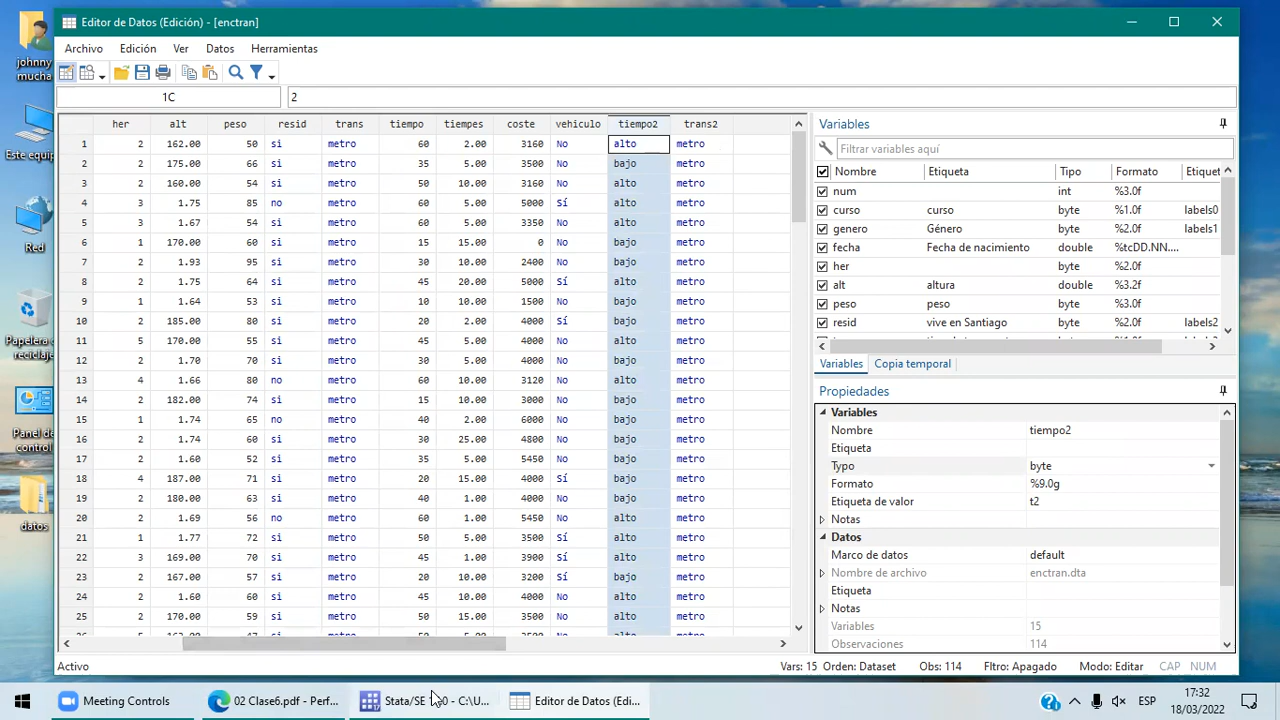 Editor de Datos (Edición) - [enctran]
Archivo Edición Ver Datos Herramientas
1C 2
her alt peso resid trans tiempo tiempes coste vehiculo tiempo2 trans2
1 2 162.00 50 si metro 60 2.00 3160 No alto metro
2 175.00 66 si metro 35 5.00 3500 No bajo metro
3 2 160.00 54 si metro 50 10.00 3160 No alto metro
4 3 1.75 85 no metro 60 5.00 5000 Sí alto metro
5 3 1.67 54 si metro 60 5.00 3350 No alto metro
6 1 170.00 60 si metro 15 15.00 0 No bajo metro
7 2 1.93 95 si metro 30 10.00 2400 No bajo metro
8 2 1.75 64 si metro 45 20.00 5000 Sí alto metro
9 1 1.64 53 si metro 10 10.00 1500 No bajo metro
10 2 185.00 80 si metro 20 2.00 4000 Sí bajo metro
11 5 170.00 55 si metro 45 5.00 4000 No alto metro
12 2 1.70 70 si metro 30 5.00 4000 No bajo metro
13 4 1.66 80 no metro 60 10.00 3120 No alto metro
14 2 182.00 74 si metro 15 10.00 3000 No bajo metro
15 1 1.74 65 no metro 40 2.00 6000 No bajo metro
16 2 1.74 60 si metro 30 25.00 4800 No bajo metro
17 2 1.60 52 si metro 35 5.00 5450 No bajo metro
18 4 187.00 71 si metro 20 15.00 4000 Sí bajo metro
19 2 180.00 63 si metro 40 1.00 4000 No bajo metro
20 2 1.69 56 no metro 60 1.00 5450 No alto metro
21 1 1.77 72 si metro 50 5.00 3500 Sí alto metro
22 3 169.00 70 si metro 45 1.00 3900 Sí alto metro
23 2 167.00 57 si metro 20 10.00 3200 Sí bajo metro
24 2 1.60 60 si metro 45 10.00 4000 No alto metro
25 2 170.00 59 si metro 50 15.00 3500 No alto metro
Variables
Filtrar variables aquí
Nombre Etiqueta Tipo Formato Etiquet
num int %3.0f
curso curso byte %1.0f labels0
genero Género byte %2.0f labels1
fecha Fecha de nacimiento double %tcDD.NN....
her byte %2.0f
alt altura double %3.2f
peso peso byte %3.0f
resid vive en Santiago byte %2.0f labels2
Variables Copia temporal
Propiedades
Variables
Nombre tiempo2
Etiqueta
Typo byte
Formato %9.0g
Etiqueta de valor t2
Notas
Datos
Marco de datos default
Nombre de archivo enctran.dta
Etiqueta
Notas
Variables 15
Observaciones 114
Activo Vars: 15 Orden: Dataset Obs: 114 Fltro: Apagado Modo: Editar CAP NUM
johnny
mucha
Este equip
Red
Papelera d
reciclaje
Panel de
control
datos
Meeting Controls 02 Clase6.pdf - Perf... Stata/SE - C:\U... Editor de Datos (Edi... ESP 17:32
18/03/2022